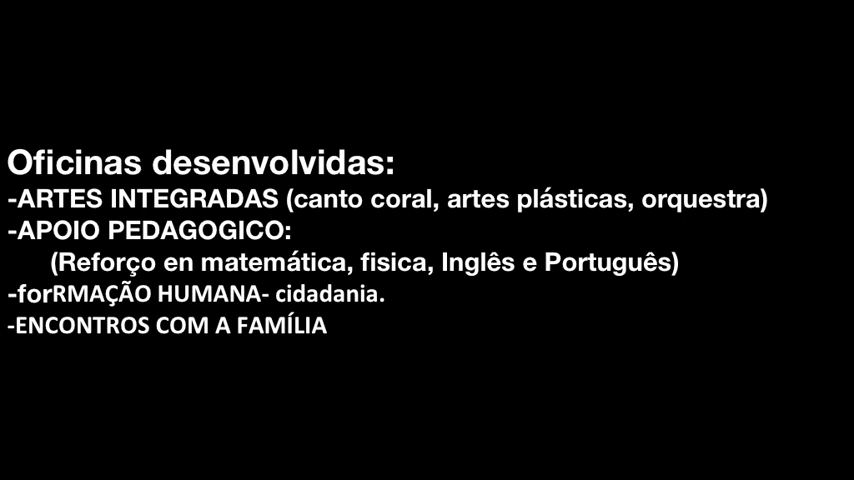 Oficinas desenvolvidas:
-ARTES INTEGRADAS (canto coral, artes plásticas, orquestra)
-APOIO PEDAGOGICO:
(Reforço en matemática, fisica, Inglês e Português)
-forRMAÇÃO HUMANA- cidadania.
-ENCONTROS COM A FAMÍLIA